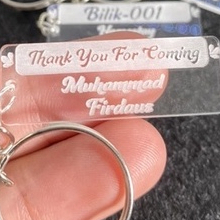 Bilik-001
Thank You For Coming
Muhammad
Firdaus